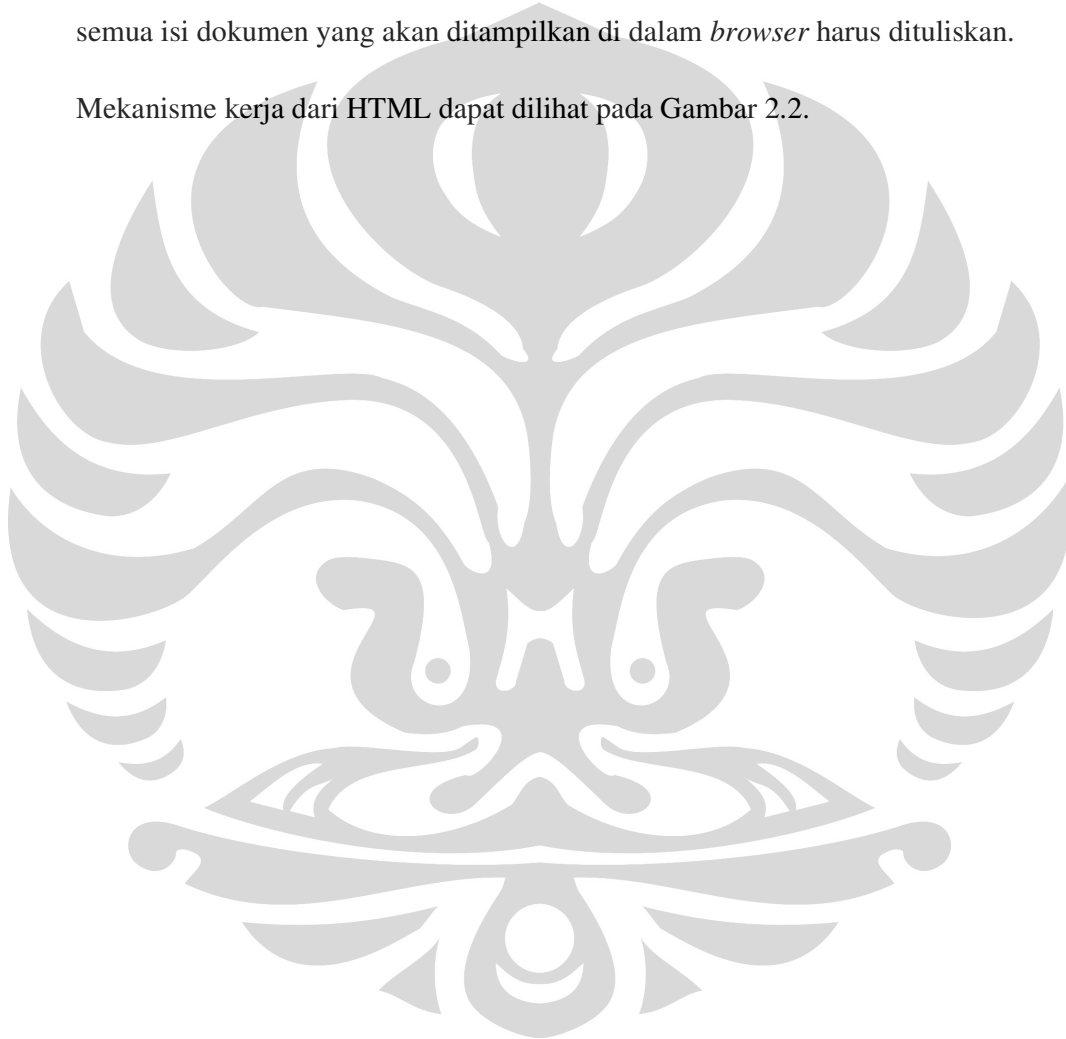 semua isi dokumen yang akan ditampilkan di dalam browser harus dituliskan.
Mekanisme kerja dari HTML dapat dilihat pada Gambar 2.2.